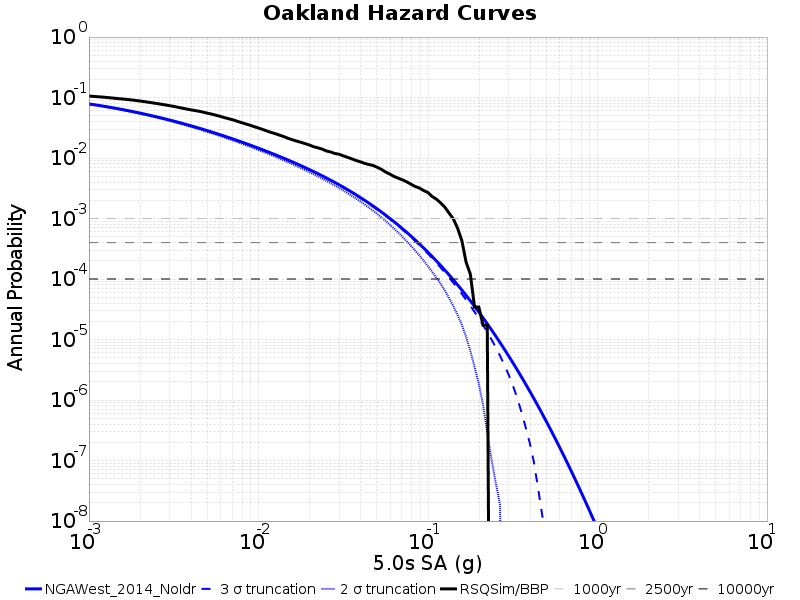 Oakland Hazard Curves
10^0
10^-1
10^-2
10^-3
10^-4
10^-5
10^-6
10^-7
10^-8
Annual Probability
10^-3 10^-2 10^-1 10^0 10^1
5.0s SA (g)
NGAWest_2014_NoIdr 3 σ truncation 2 σ truncation RSQSim/BBP 1000yr 2500yr 10000yr